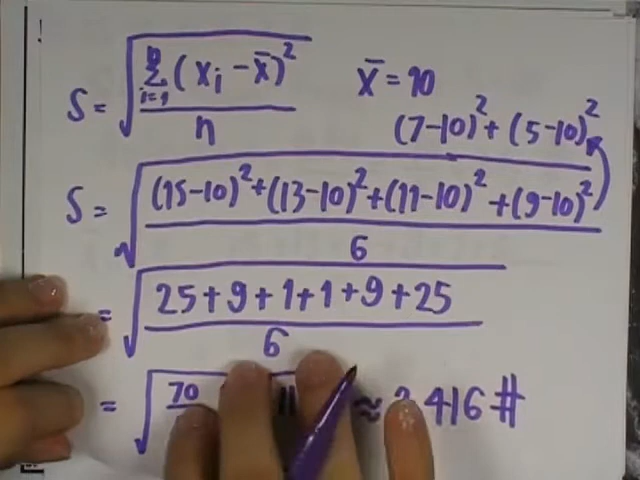 S = √( Σ_{i=1}^{n} (x_i − x̄)² / n )
x̄ = 10
(7-10)² + (5-10)²
S = √( ((15-10)² + (13-10)² + (11-10)² + (9-10)²) / 6 )
= √( (25 + 9 + 1 + 1 + 9 + 25) / 6 )
= √( 70
≈ 416 #